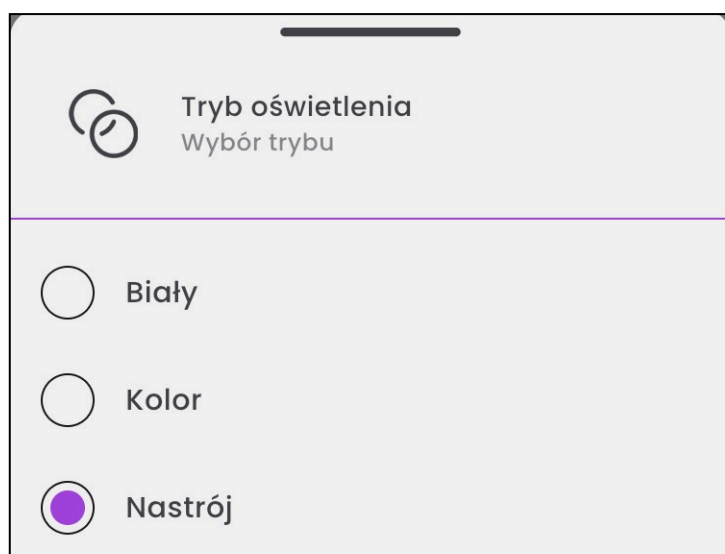 Tryb oświetlenia
Wybór trybu
Biały
Kolor
Nastrój